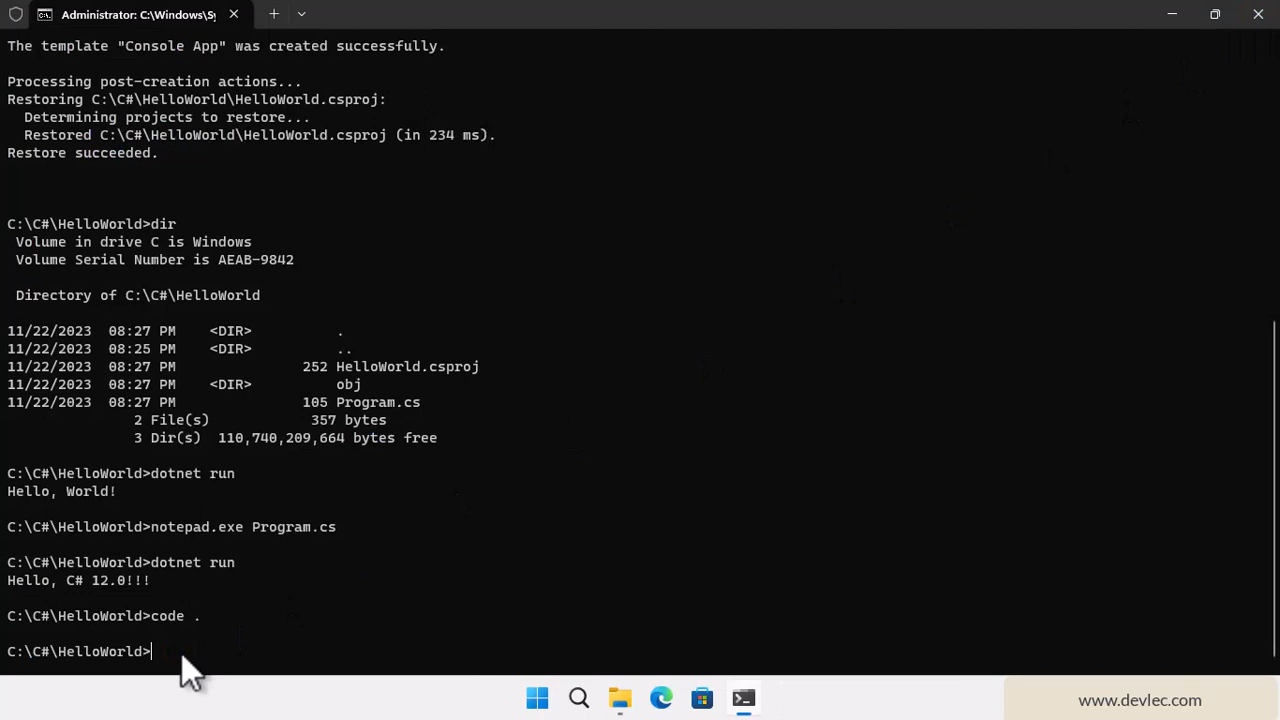 Administrator: C:\Windows\Sy
The template "Console App" was created successfully.
Processing post-creation actions...
Restoring C:\C#\HelloWorld\HelloWorld.csproj:
  Determining projects to restore...
  Restored C:\C#\HelloWorld\HelloWorld.csproj (in 234 ms).
Restore succeeded.
C:\C#\HelloWorld>dir
 Volume in drive C is Windows
 Volume Serial Number is AEAB-9842
 Directory of C:\C#\HelloWorld
11/22/2023  08:27 PM    <DIR>          .
11/22/2023  08:25 PM    <DIR>          ..
11/22/2023  08:27 PM               252 HelloWorld.csproj
11/22/2023  08:27 PM    <DIR>          obj
11/22/2023  08:27 PM               105 Program.cs
               2 File(s)            357 bytes
               3 Dir(s)  110,740,209,664 bytes free
C:\C#\HelloWorld>dotnet run
Hello, World!
C:\C#\HelloWorld>notepad.exe Program.cs
C:\C#\HelloWorld>dotnet run
Hello, C# 12.0!!!
C:\C#\HelloWorld>code .
C:\C#\HelloWorld>
www.devlec.com